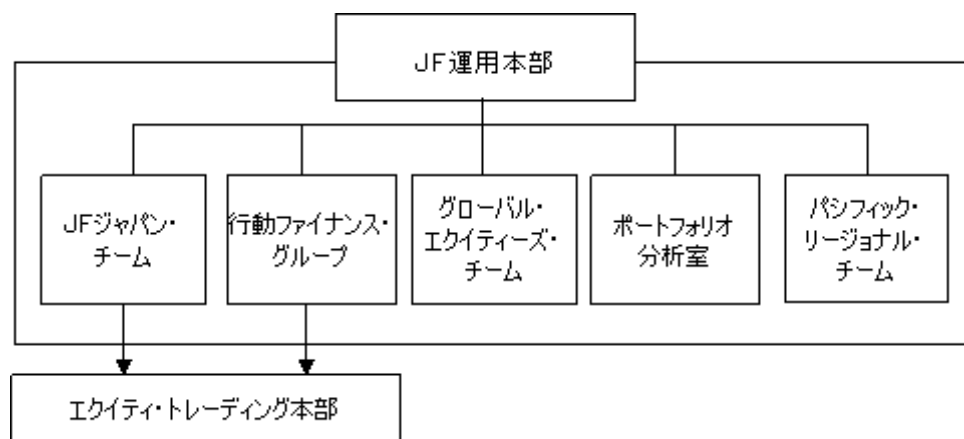 JF運用本部
JFジャパン・
チーム
行動ファイナンス・
グループ
グローバル・
エクイティーズ・
チーム
ポートフォリオ
分析室
パシフィック・
リージョナル・
チーム
エクイティ・トレーディング本部